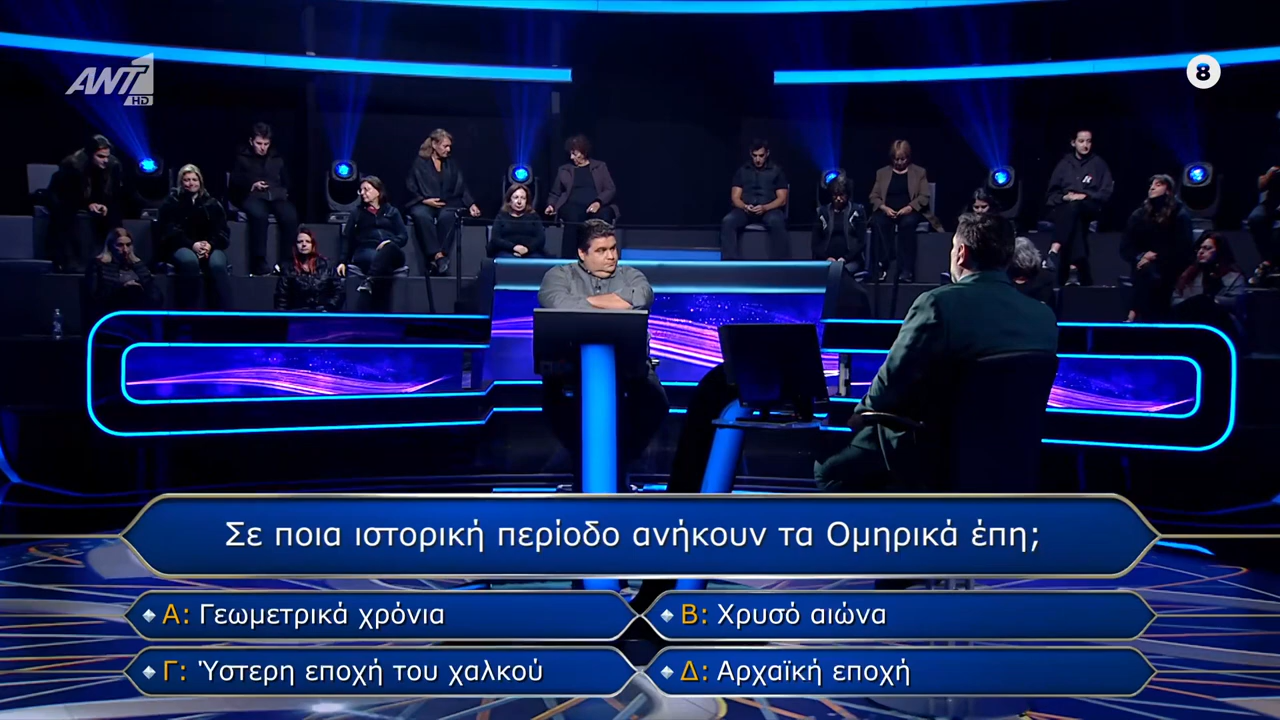 ANT1
HD
8
Σε ποια ιστορική περίοδο ανήκουν τα Ομηρικά έπη;
Α: Γεωμετρικά χρόνια
Β: Χρυσό αιώνα
Γ: Ύστερη εποχή του χαλκού
Δ: Αρχαϊκή εποχή